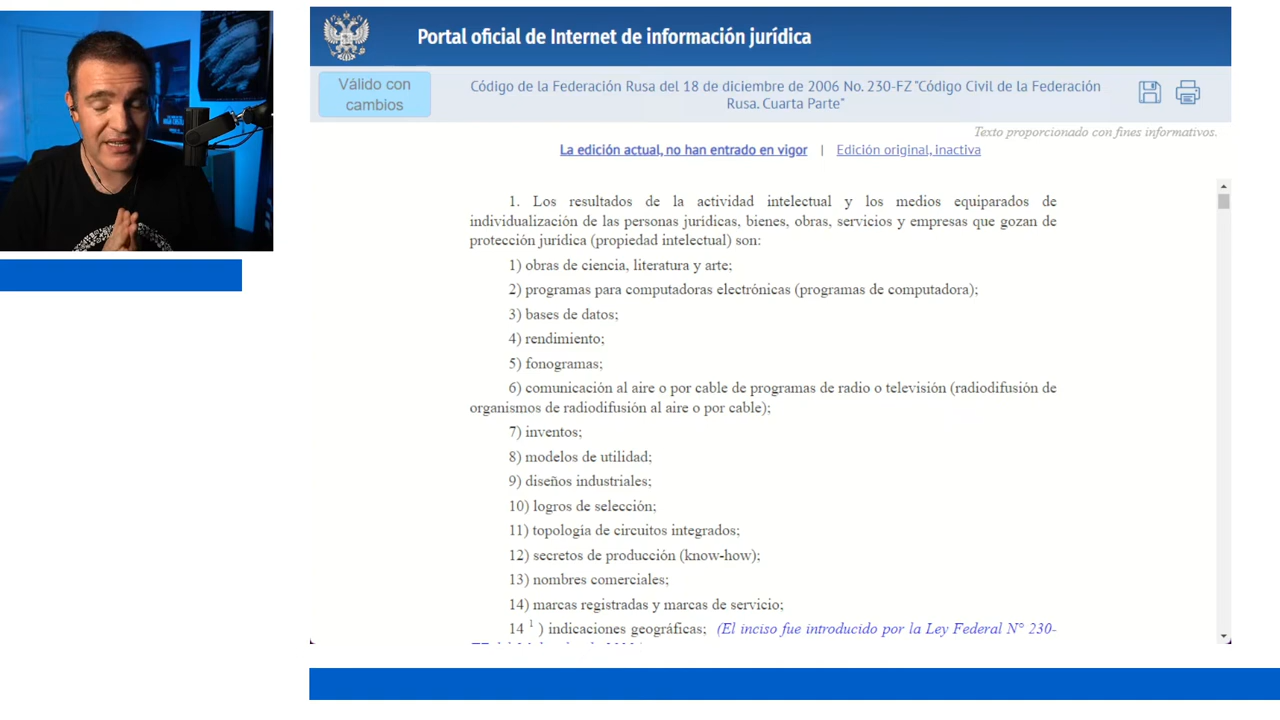 Portal oficial de Internet de información jurídica
Válido con
cambios
Código de la Federación Rusa del 18 de diciembre de 2006 No. 230-FZ "Código Civil de la Federación
Rusa. Cuarta Parte"
Texto proporcionado con fines informativos.
La edición actual, no han entrado en vigor | Edición original, inactiva
1. Los resultados de la actividad intelectual y los medios equiparados de
individualización de las personas jurídicas, bienes, obras, servicios y empresas que gozan de
protección jurídica (propiedad intelectual) son:
1) obras de ciencia, literatura y arte;
2) programas para computadoras electrónicas (programas de computadora);
3) bases de datos;
4) rendimiento;
5) fonogramas;
6) comunicación al aire o por cable de programas de radio o televisión (radiodifusión de
organismos de radiodifusión al aire o por cable);
7) inventos;
8) modelos de utilidad;
9) diseños industriales;
10) logros de selección;
11) topología de circuitos integrados;
12) secretos de producción (know-how);
13) nombres comerciales;
14) marcas registradas y marcas de servicio;
14 1 ) indicaciones geográficas; (El inciso fue introducido por la Ley Federal N° 230-